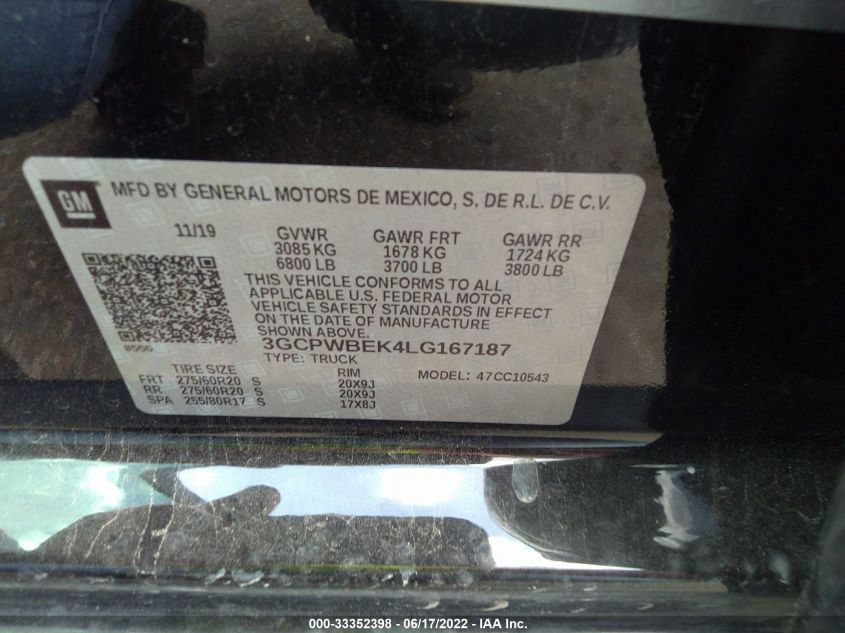 GM MFD BY GENERAL MOTORS DE MEXICO, S. DE R.L. DE C.V.
11/19 GVWR GAWR FRT GAWR RR
3085 KG 1678 KG 1724 KG
6800 LB 3700 LB 3800 LB
THIS VEHICLE CONFORMS TO ALL
APPLICABLE U.S. FEDERAL MOTOR
VEHICLE SAFETY STANDARDS IN EFFECT
ON THE DATE OF MANUFACTURE
SHOWN ABOVE.
3GCPWBEK4LG167187
TYPE: TRUCK
TIRE SIZE RIM MODEL: 47CC10543
FRT 275/60R20 S 20X9J
RR 275/60R20 S 20X9J
SPA 255/80R17 S 17X8J
000-33352398 - 06/17/2022 - IAA Inc.